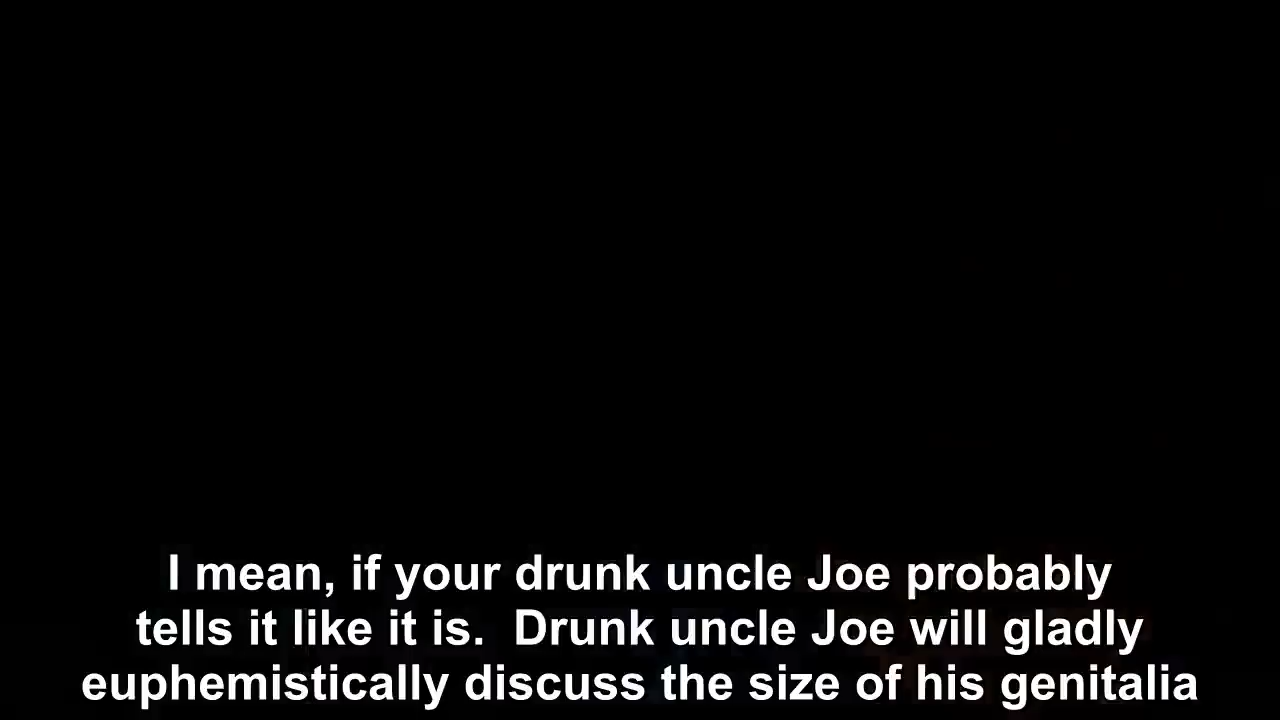 I mean, if your drunk uncle Joe probably
tells it like it is.  Drunk uncle Joe will gladly
euphemistically discuss the size of his genitalia